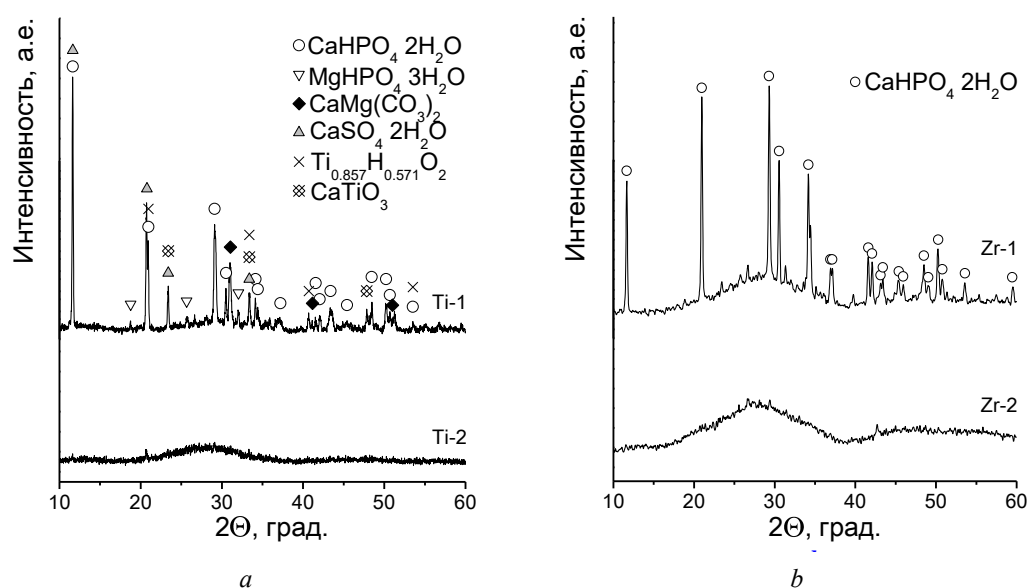 Интенсивность, а.е.
CaHPO₄ 2H₂O
MgHPO₄ 3H₂O
CaMg(CO₃)₂
CaSO₄ 2H₂O
Ti₀.₈₅₇H₀.₅₇₁O₂
CaTiO₃
Ti-1
Ti-2
10 20 30 40 50 60
2Θ, град.
a
Интенсивность, а.е.
CaHPO₄ 2H₂O
Zr-1
Zr-2
10 20 30 40 50 60
2Θ, град.
b